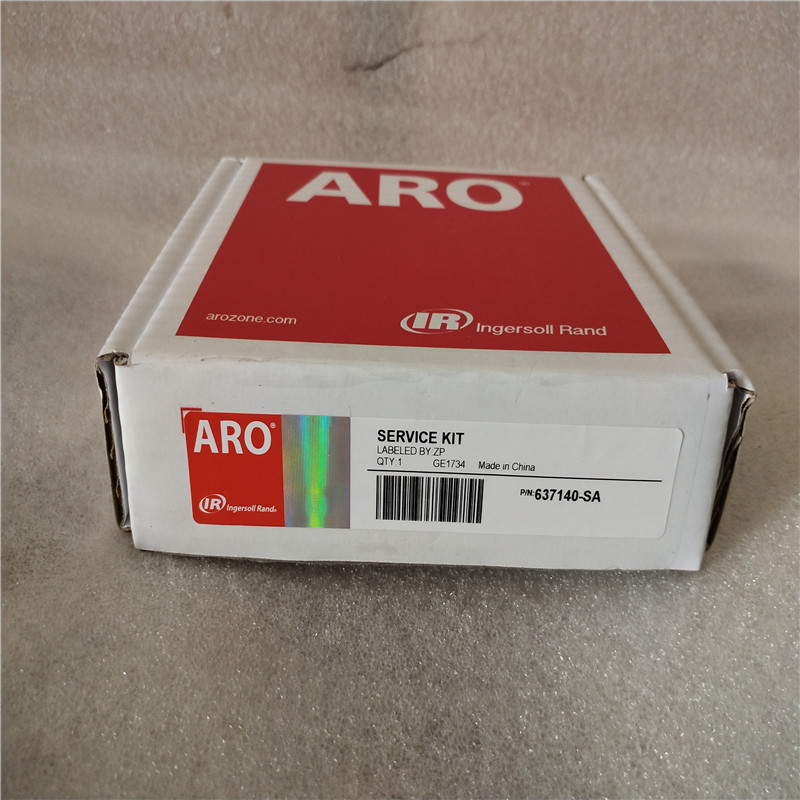 ARO®
arozone.com
IR Ingersoll Rand
ARO®
IR Ingersoll Rand®
SERVICE KIT
LABELED BY:ZP
QTY:1 GE1734 Made in China
P/N:637140-SA